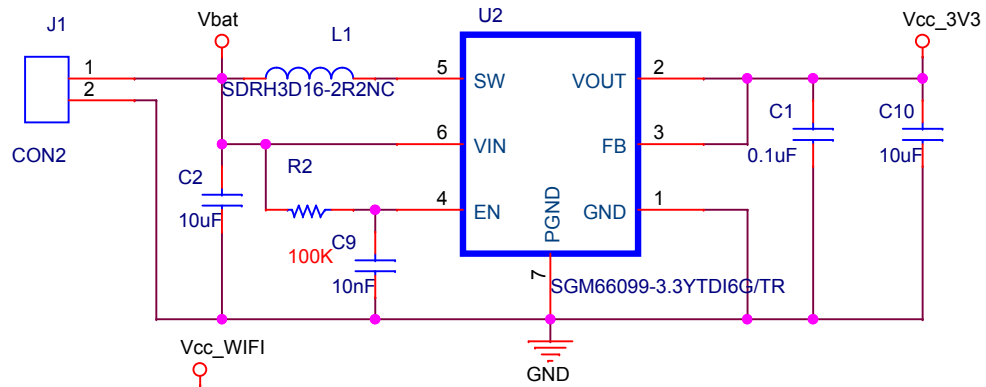 J1
Vbat
L1
U2
Vcc_3V3
1
2
CON2
SDRH3D16-2R2NC
5
SW
VOUT
2
6
VIN
FB
3
C1
0.1uF
C10
10uF
C2
10uF
R2
100K
4
EN
GND
1
C9
10nF
PGND
7
SGM66099-3.3YTDI6G/TR
GND
Vcc_WIFI